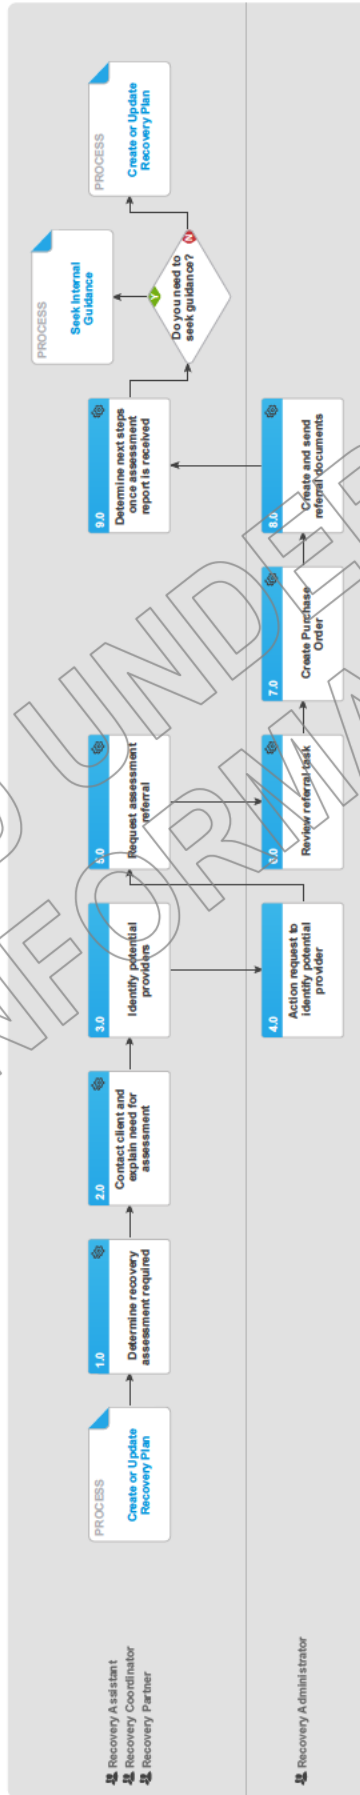 Recovery Assistant
Recovery Coordinator
Recovery Partner
PROCESS
Create or Update
Recovery Plan
1.0
Determine recovery
assessment required
2.0
Contact client and
explain need for
assessment
3.0
Identify potential
providers
5.0
Request assessment
referral
9.0
Determine next steps
once assessment
report is received
Do you need to
seek guidance?
Y
N
PROCESS
Seek Internal
Guidance
PROCESS
Create or Update
Recovery Plan
Recovery Administrator
4.0
Action request to
identify potential
provider
6.0
Review referral task
7.0
Create Purchase
Order
8.0
Create and send
referral documents